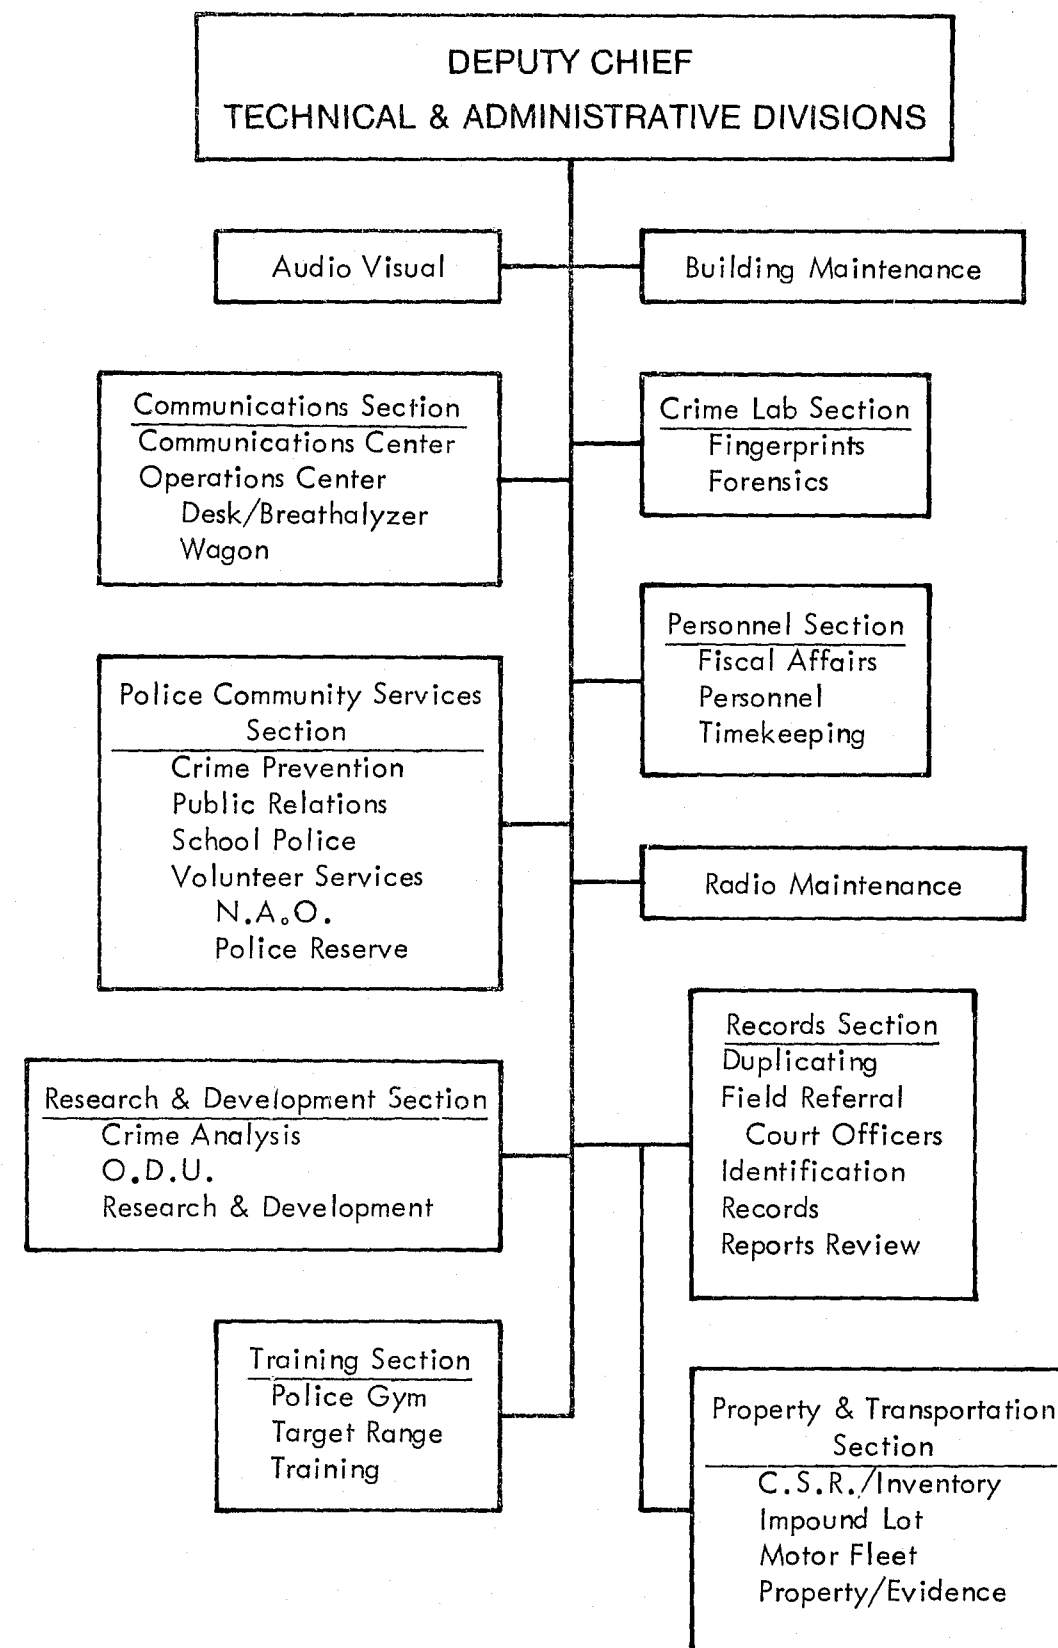 DEPUTY CHIEF
TECHNICAL & ADMINISTRATIVE DIVISIONS
Audio Visual
Building Maintenance
Communications Section
Communications Center
Operations Center
Desk/Breathalyzer
Wagon
Crime Lab Section
Fingerprints
Forensics
Personnel Section
Fiscal Affairs
Personnel
Timekeeping
Police Community Services
Section
Crime Prevention
Public Relations
School Police
Volunteer Services
N.A.O.
Police Reserve
Radio Maintenance
Records Section
Duplicating
Field Referral
Court Officers
Identification
Records
Reports Review
Research & Development Section
Crime Analysis
O.D.U.
Research & Development
Training Section
Police Gym
Target Range
Training
Property & Transportation
Section
C.S.R./Inventory
Impound Lot
Motor Fleet
Property/Evidence